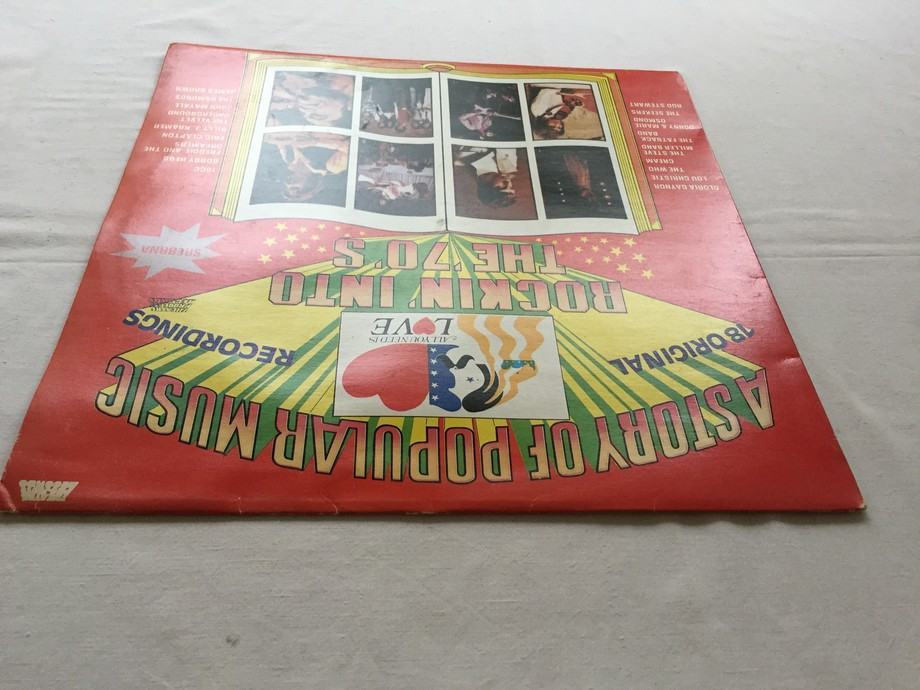 A STORY OF POPULAR MUSIC
18 ORIGINAL
RECORDINGS
ALL YOU NEED IS
LOVE
ROCKIN' INTO
THE 70'S
SREBRNA
GLORIA GAYNOR
LOU CHRISTIE
THE WHO
CREAM
THE STEVE
MILLER BAND
THE FATBACK
BAND
DONNY & MARIE
OSMOND
THE SEEKERS
ROD STEWART
10CC
BOBBY HEBB
FREDDIE AND THE
DREAMERS
ERIC CLAPTON
BILLY J. KRAMER
THE VELVET
UNDERGROUND
JOHN MAYALL
THE OSMONDS
JAMES BROWN